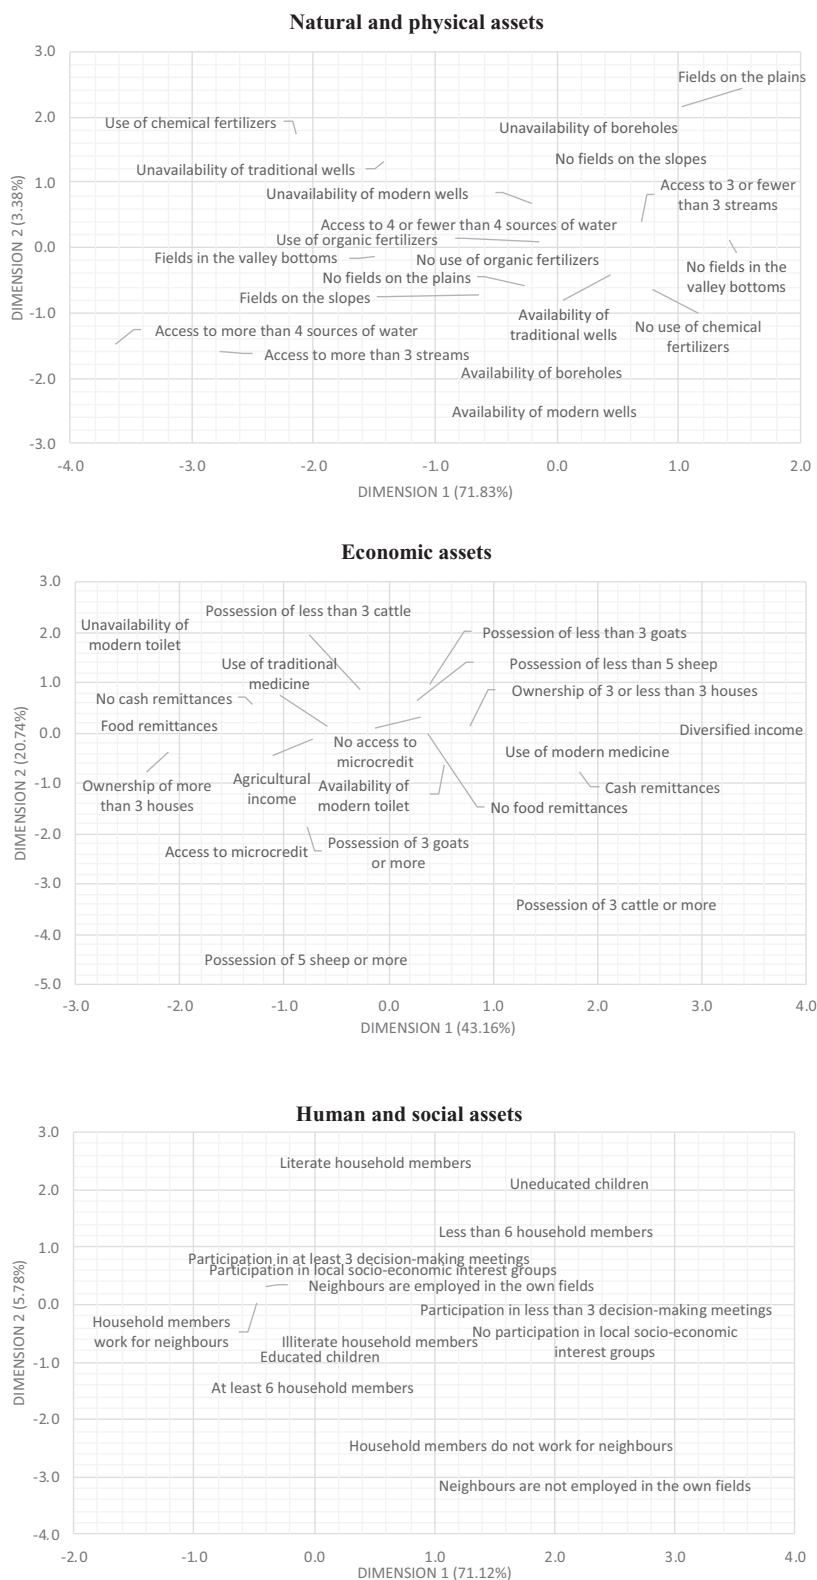 Natural and physical assets
3.0
Fields on the plains
2.0
Use of chemical fertilizers
Unavailability of boreholes
No fields on the slopes
Unavailability of traditional wells
1.0
Access to 3 or fewer
than 3 streams
Unavailability of modern wells
Access to 4 or fewer than 4 sources of water
Use of organic fertilizers
0.0
Fields in the valley bottoms
No use of organic fertilizers
No fields in the
valley bottoms
No fields on the plains
Fields on the slopes
-1.0
Availability of
traditional wells
No use of chemical
fertilizers
Access to more than 4 sources of water
Access to more than 3 streams
Availability of boreholes
-2.0
Availability of modern wells
-3.0
DIMENSION 2 (3.38%)
-4.0 -3.0 -2.0 -1.0 0.0 1.0 2.0
DIMENSION 1 (71.83%)
Economic assets
3.0
Possession of less than 3 cattle
Unavailability of
modern toilet
2.0
Possession of less than 3 goats
Use of traditional
medicine
Possession of less than 5 sheep
1.0
Ownership of 3 or less than 3 houses
No cash remittances
Food remittances
Diversified income
0.0
No access to
microcredit
Use of modern medicine
Ownership of more
than 3 houses
Agricultural
income
Availability of
modern toilet
Cash remittances
-1.0
No food remittances
-2.0
Access to microcredit
Possession of 3 goats
or more
-3.0
Possession of 3 cattle or more
-4.0
Possession of 5 sheep or more
-5.0
DIMENSION 2 (20.74%)
-3.0 -2.0 -1.0 0.0 1.0 2.0 3.0 4.0
DIMENSION 1 (43.16%)
Human and social assets
3.0
Literate household members
Uneducated children
2.0
Less than 6 household members
1.0
Participation in at least 3 decision-making meetings
Participation in local socio-economic interest groups
Neighbours are employed in the own fields
0.0
Participation in less than 3 decision-making meetings
Household members
work for neighbours
No participation in local socio-economic
interest groups
Illiterate household members
Educated children
-1.0
At least 6 household members
-2.0
Household members do not work for neighbours
-3.0
Neighbours are not employed in the own fields
-4.0
DIMENSION 2 (5.78%)
-2.0 -1.0 0.0 1.0 2.0 3.0 4.0
DIMENSION 1 (71.12%)